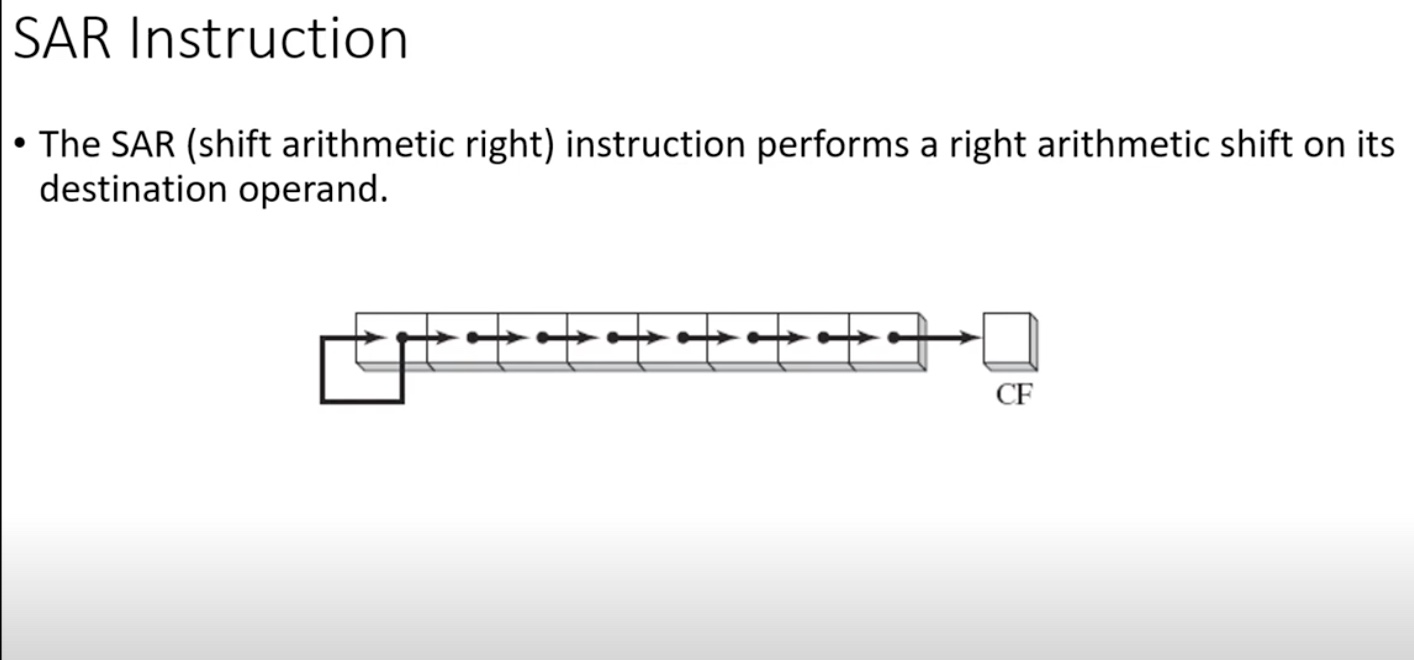 SAR Instruction
• The SAR (shift arithmetic right) instruction performs a right arithmetic shift on its
destination operand.
CF